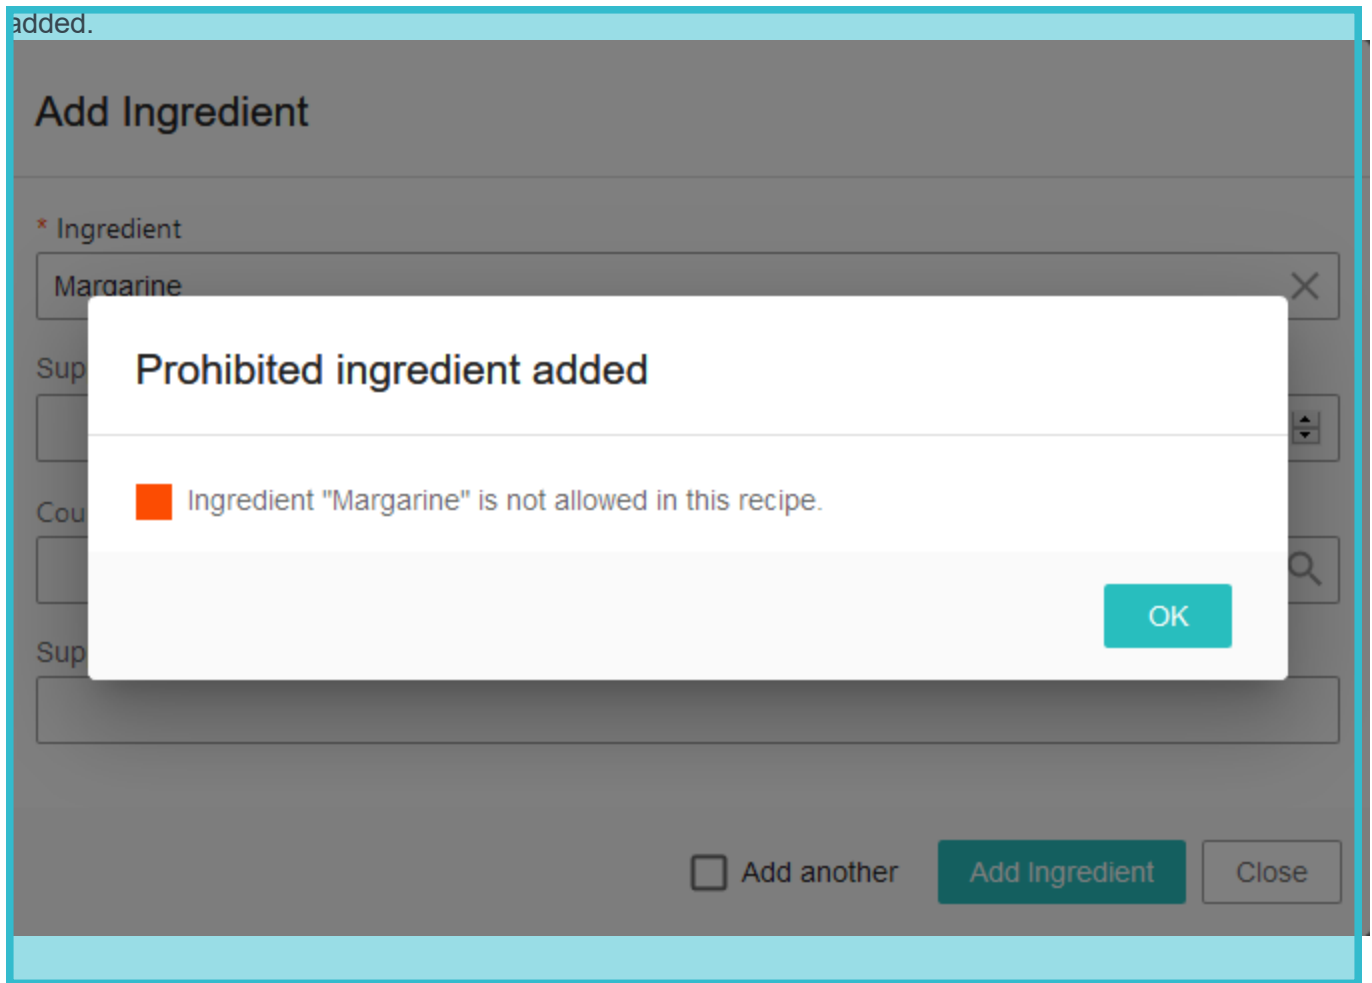 added.
Add Ingredient
* Ingredient
Margarine
Sup
Prohibited ingredient added
Ingredient "Margarine" is not allowed in this recipe.
Cou
OK
Sup
Add another
Add Ingredient
Close